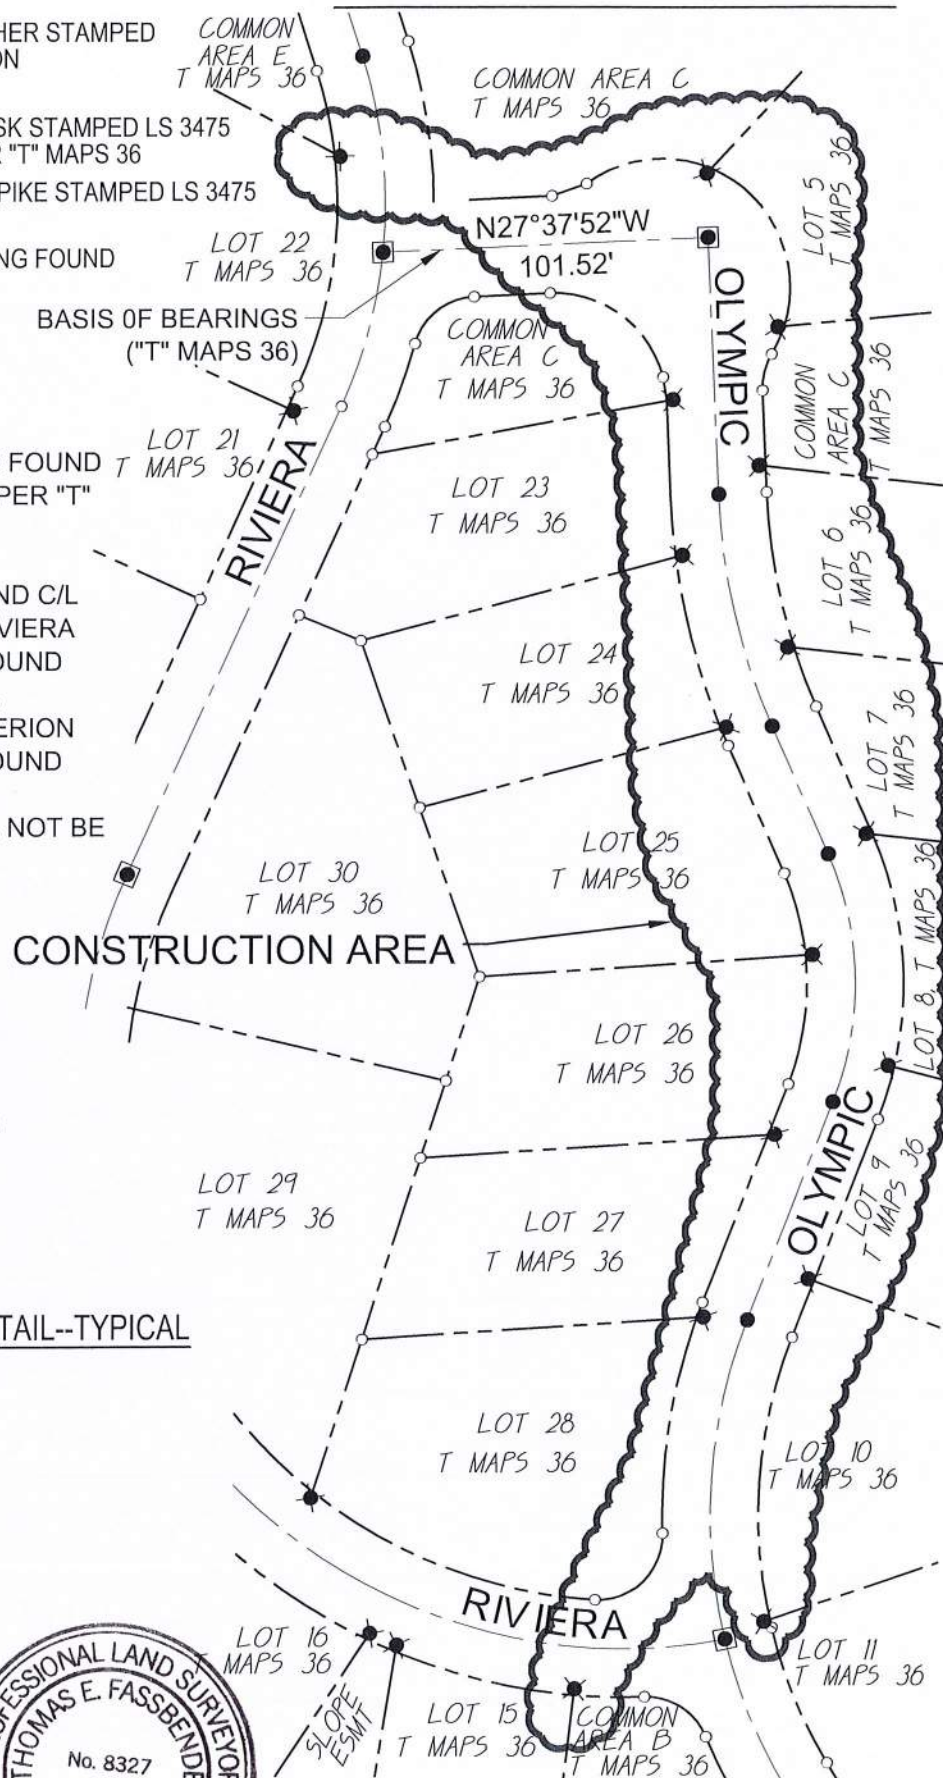 HER STAMPED
ON
SK STAMPED LS 3475
R "T" MAPS 36
PIKE STAMPED LS 3475
NG FOUND
BASIS 0F BEARINGS
("T" MAPS 36)
FOUND
PER "T"
ND C/L
VIERA
OUND
ERION
OUND
NOT BE
CONSTRUCTION AREA
TAIL--TYPICAL
COMMON
AREA E
T MAPS 36
COMMON AREA C
T MAPS 36
LOT 5
T MAPS 36
LOT 22
T MAPS 36
N27°37'52"W
101.52'
OLYMPIC
COMMON
AREA C
T MAPS 36
COMMON
AREA C
T MAPS 36
LOT 21
T MAPS 36
RIVIERA
LOT 23
T MAPS 36
LOT 6
T MAPS 36
LOT 24
T MAPS 36
LOT 7
T MAPS 36
LOT 25
T MAPS 36
LOT 30
T MAPS 36
LOT 8, T MAPS 36
LOT 26
T MAPS 36
OLYMPIC
LOT 9
T MAPS 36
LOT 29
T MAPS 36
LOT 27
T MAPS 36
LOT 28
T MAPS 36
LOT 10
T MAPS 36
RIVIERA
LOT 16
T MAPS 36
SLOPE
ESMT
LOT 15
T MAPS 36
COMMON
AREA B
T MAPS 36
LOT 11
T MAPS 36
OFESSIONAL LAND SURVEYOR
THOMAS E. FASSBENDE
No. 8327